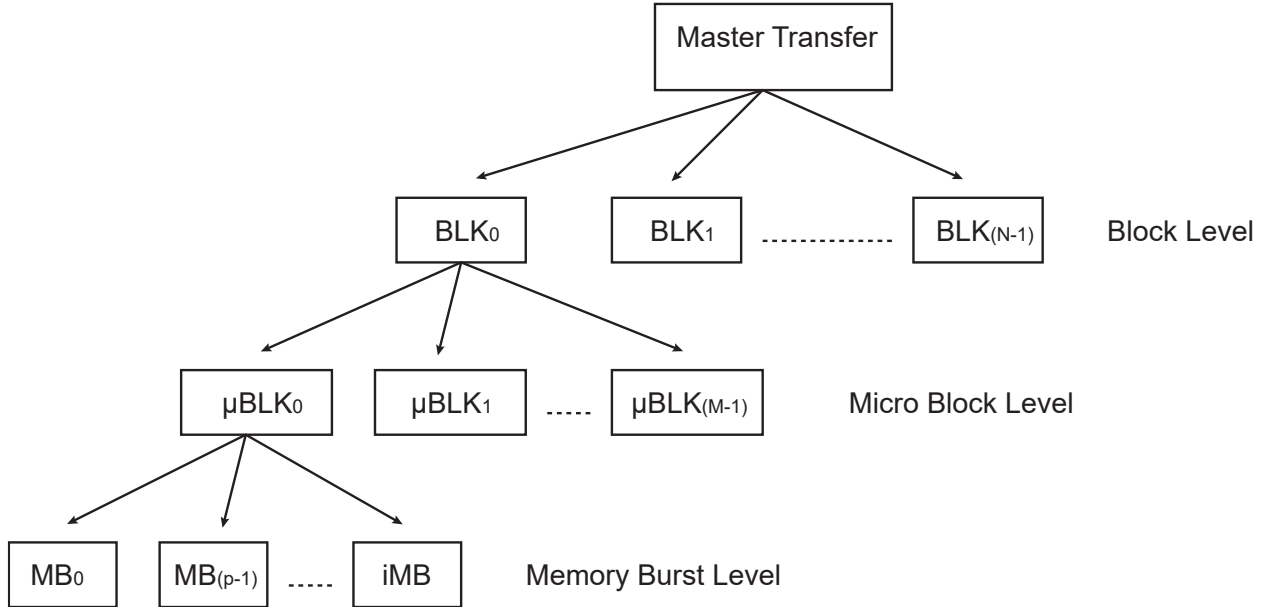 Master Transfer
BLK0 BLK1 BLK(N-1) Block Level
µBLK0 µBLK1 µBLK(M-1) Micro Block Level
MB0 MB(p-1) iMB Memory Burst Level